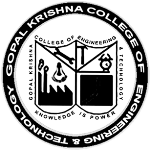 GOPAL KRISHNA COLLEGE OF ENGINEERING & TECHNOLOGY
GOPAL KRISHNA COLLEGE OF ENGINEERING & TECHNOLOGY
KNOWLEDGE IS POWER